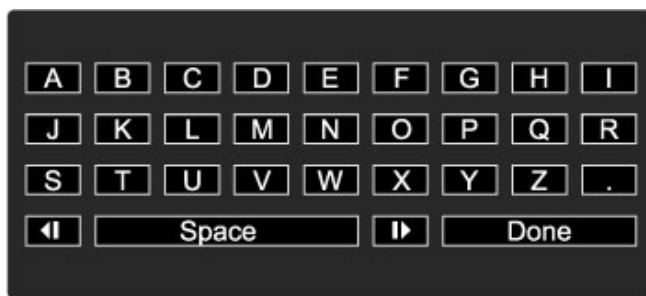 A B C D E F G H I
J K L M N O P Q R
S T U V W X Y Z .
Space Done